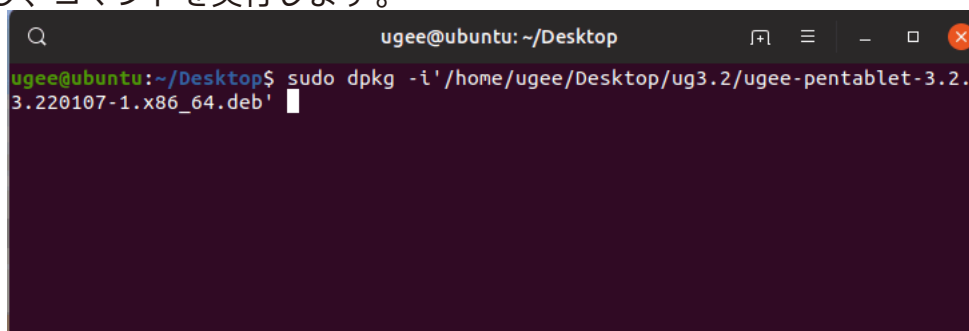 、コマンドを実行します。
ugee@ubuntu: ~/Desktop
ugee@ubuntu:~/Desktop$ sudo dpkg -i'/home/ugee/Desktop/ug3.2/ugee-pentablet-3.2.
3.220107-1.x86_64.deb'